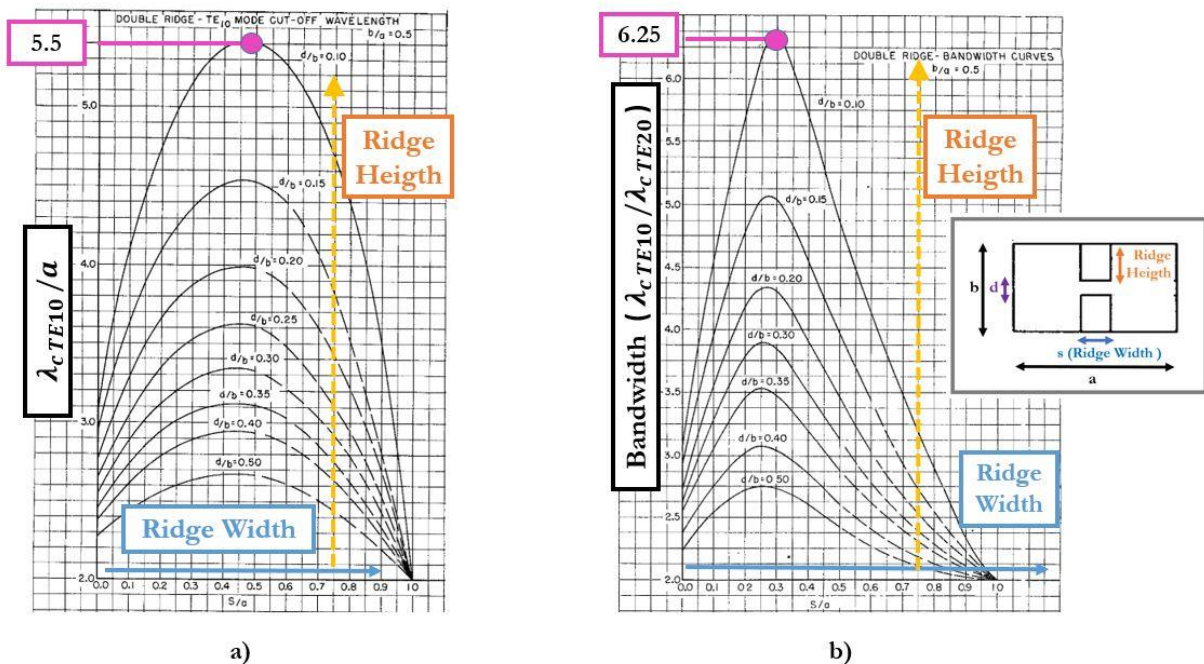 DOUBLE RIDGE - TE10 MODE CUT-OFF WAVELENGTH
b/a = 0.5
5.5
d/b = 0.10
5.0
Ridge
Heigth
d/b = 0.15
λcTE10/a
4.0
d/b = 0.20
d/b = 0.25
d/b = 0.30
d/b = 0.35
3.0
d/b = 0.40
d/b = 0.50
Ridge Width
2.0
0.0 0.1 0.2 0.3 0.4 0.5 0.6 0.7 0.8 0.9 1.0
S/a
a)
6.25
DOUBLE RIDGE-BANDWIDTH CURVES
b/a = 0.5
6.0
d/b = 0.10
5.5
Ridge
Heigth
5.0
d/b = 0.15
Bandwidth ( λcTE10/λcTE20 )
4.5
d/b = 0.20
4.0
d/b = 0.30
3.5
d/b = 0.35
3.0
d/b = 0.40
d/b = 0.50
2.5
Ridge
Width
2.0
0.0 0.1 0.2 0.3 0.4 0.5 0.6 0.7 0.8 0.9 1.0
S/a
b
d
Ridge
Heigth
s (Ridge Width )
a
b)